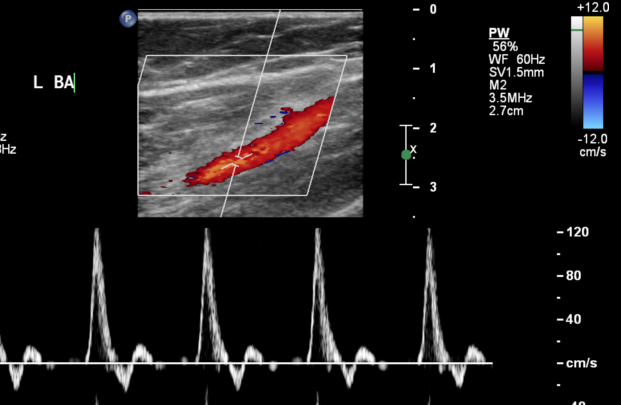 P
L BA
z
Hz
0
1
2
3
x
PW
56%
WF 60Hz
SV1.5mm
M2
3.5MHz
2.7cm
+12.0
-12.0
cm/s
120
80
40
cm/s